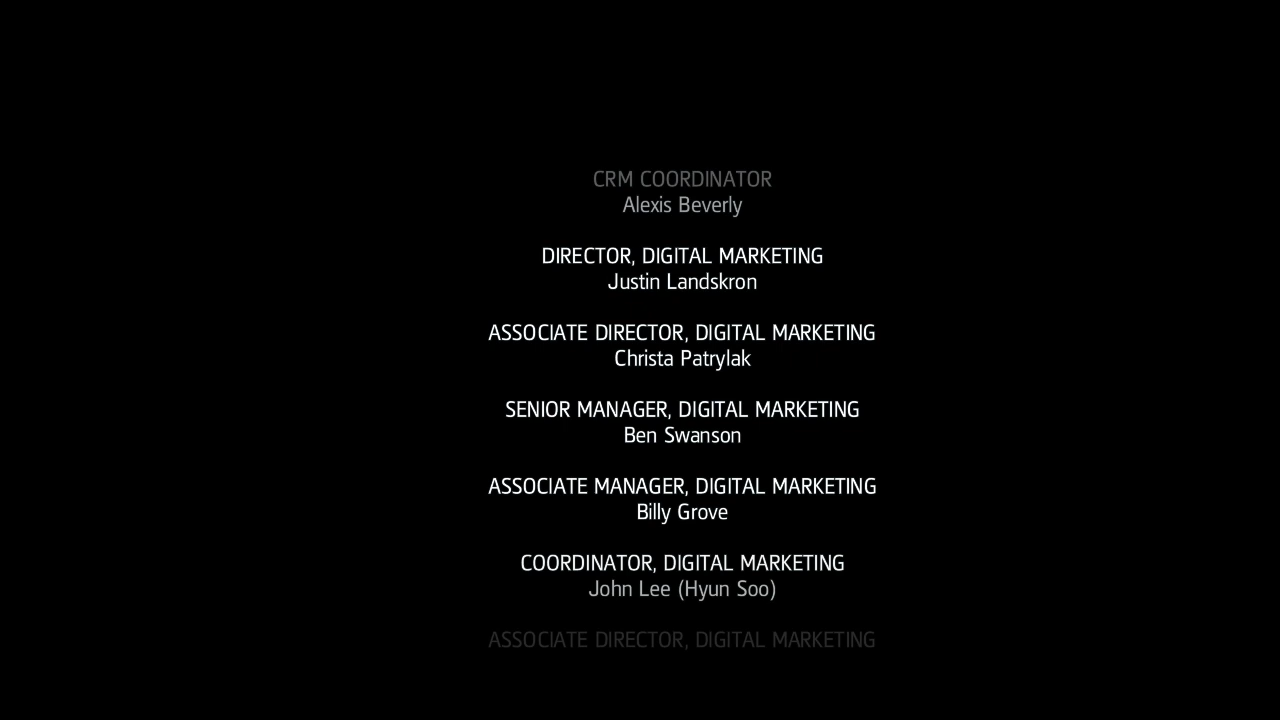 CRM COORDINATOR
Alexis Beverly
DIRECTOR, DIGITAL MARKETING
Justin Landskron
ASSOCIATE DIRECTOR, DIGITAL MARKETING
Christa Patrylak
SENIOR MANAGER, DIGITAL MARKETING
Ben Swanson
ASSOCIATE MANAGER, DIGITAL MARKETING
Billy Grove
COORDINATOR, DIGITAL MARKETING
John Lee (Hyun Soo)
ASSOCIATE DIRECTOR, DIGITAL MARKETING